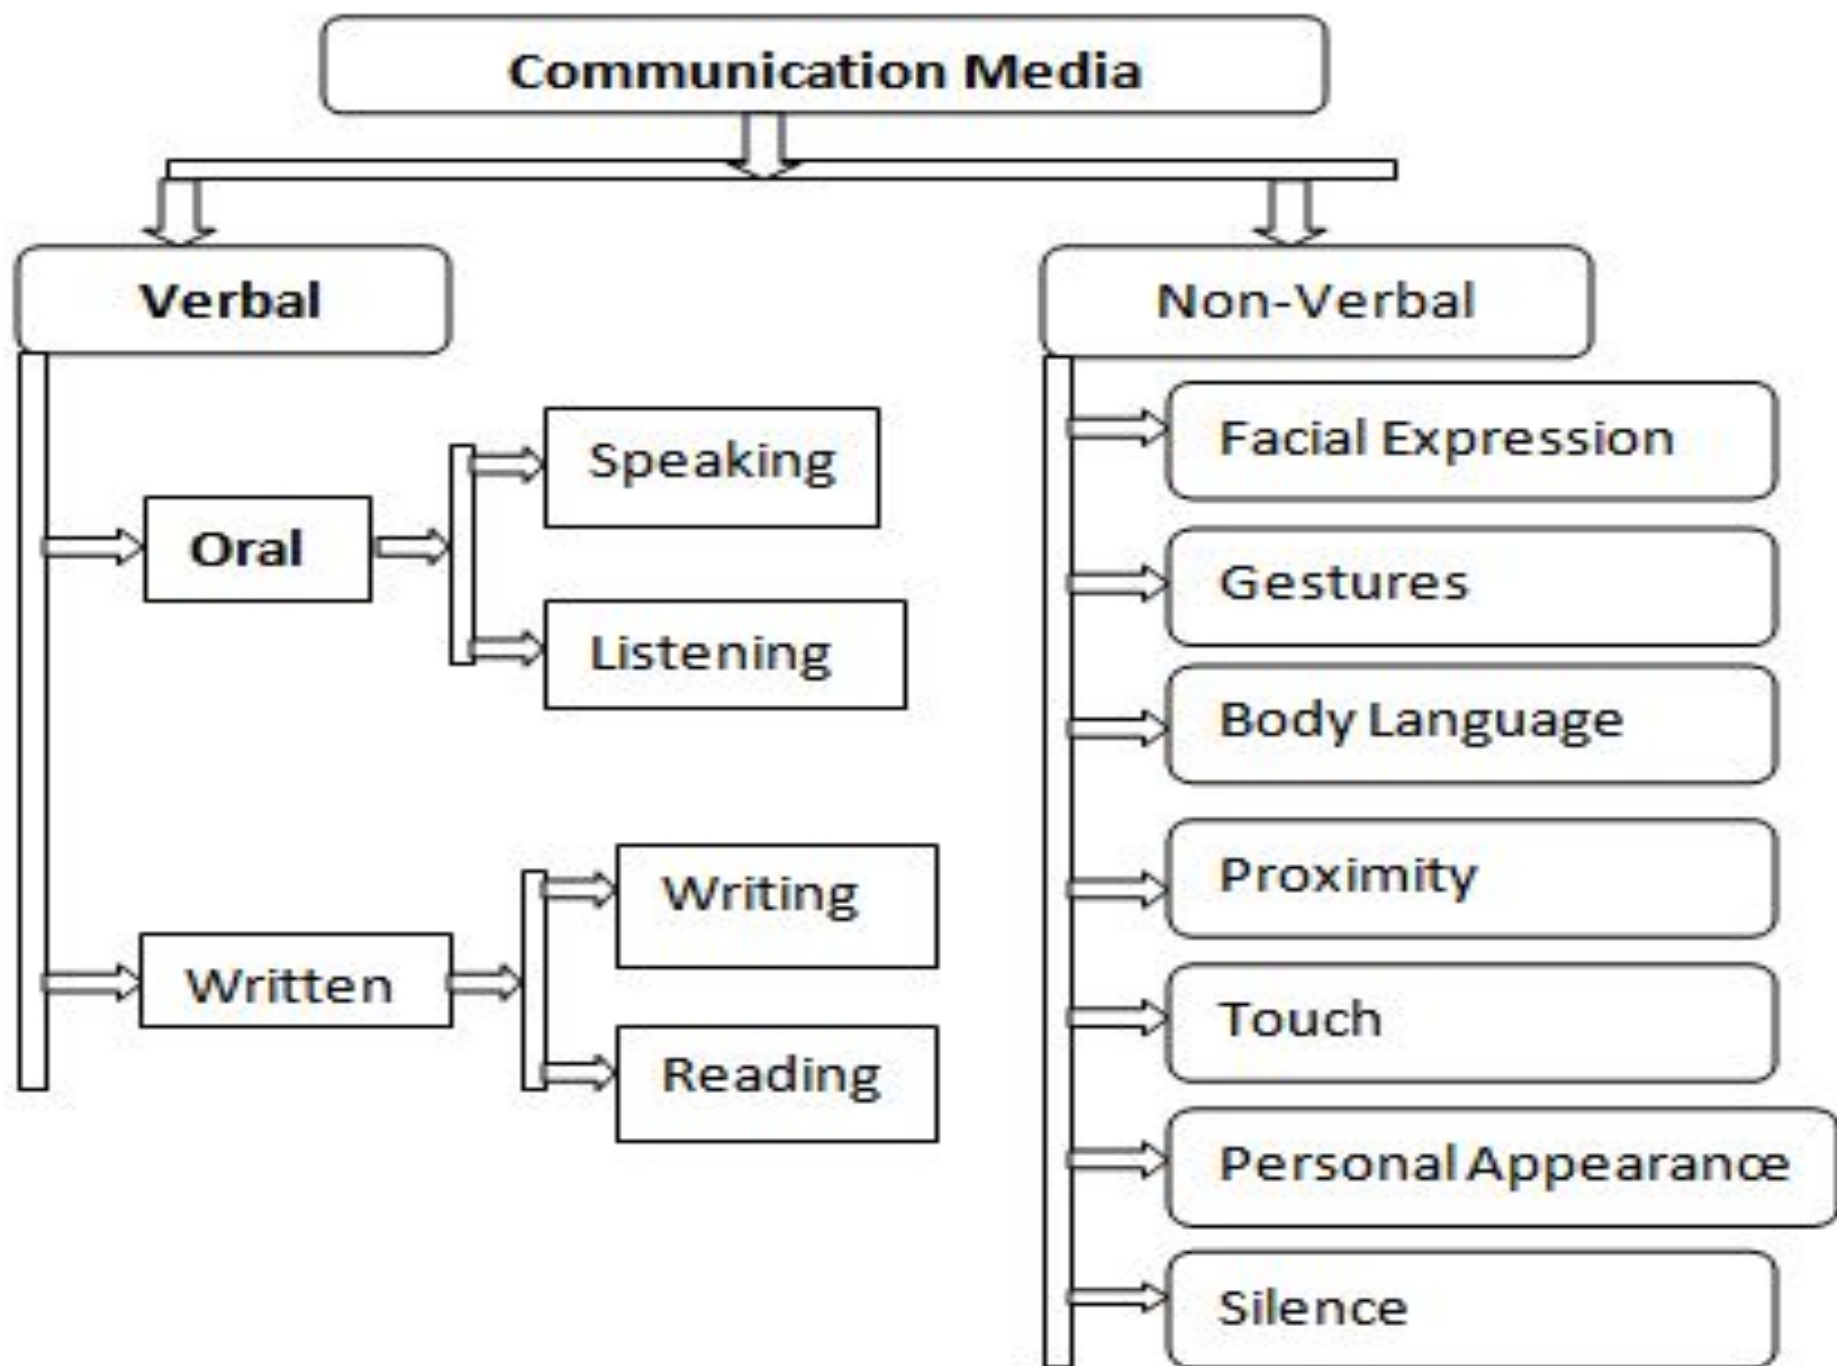 Communication Media
Verbal
Non-Verbal
Oral
Speaking
Listening
Written
Writing
Reading
Facial Expression
Gestures
Body Language
Proximity
Touch
Personal Appearance
Silence